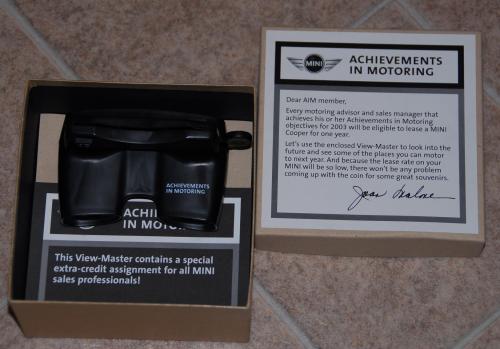 MINI
ACHIEVEMENTS
IN MOTORING
Dear AIM member,
Every motoring advisor and sales manager that
achieves his or her Achievements in Motoring
objectives for 2003 will be eligible to lease a MINI
Cooper for one year.
Let's use the enclosed View-Master to look into the
future and see some of the places you can motor
to next year. And because the lease rate on your
MINI will be so low, there won't be any problem
coming up with the coin for some great souvenirs.
ACHIEVEMENTS
IN MOTORING
ACHIE
IN MOTO
This View-Master contains a special
extra-credit assignment for all MINI
sales professionals!